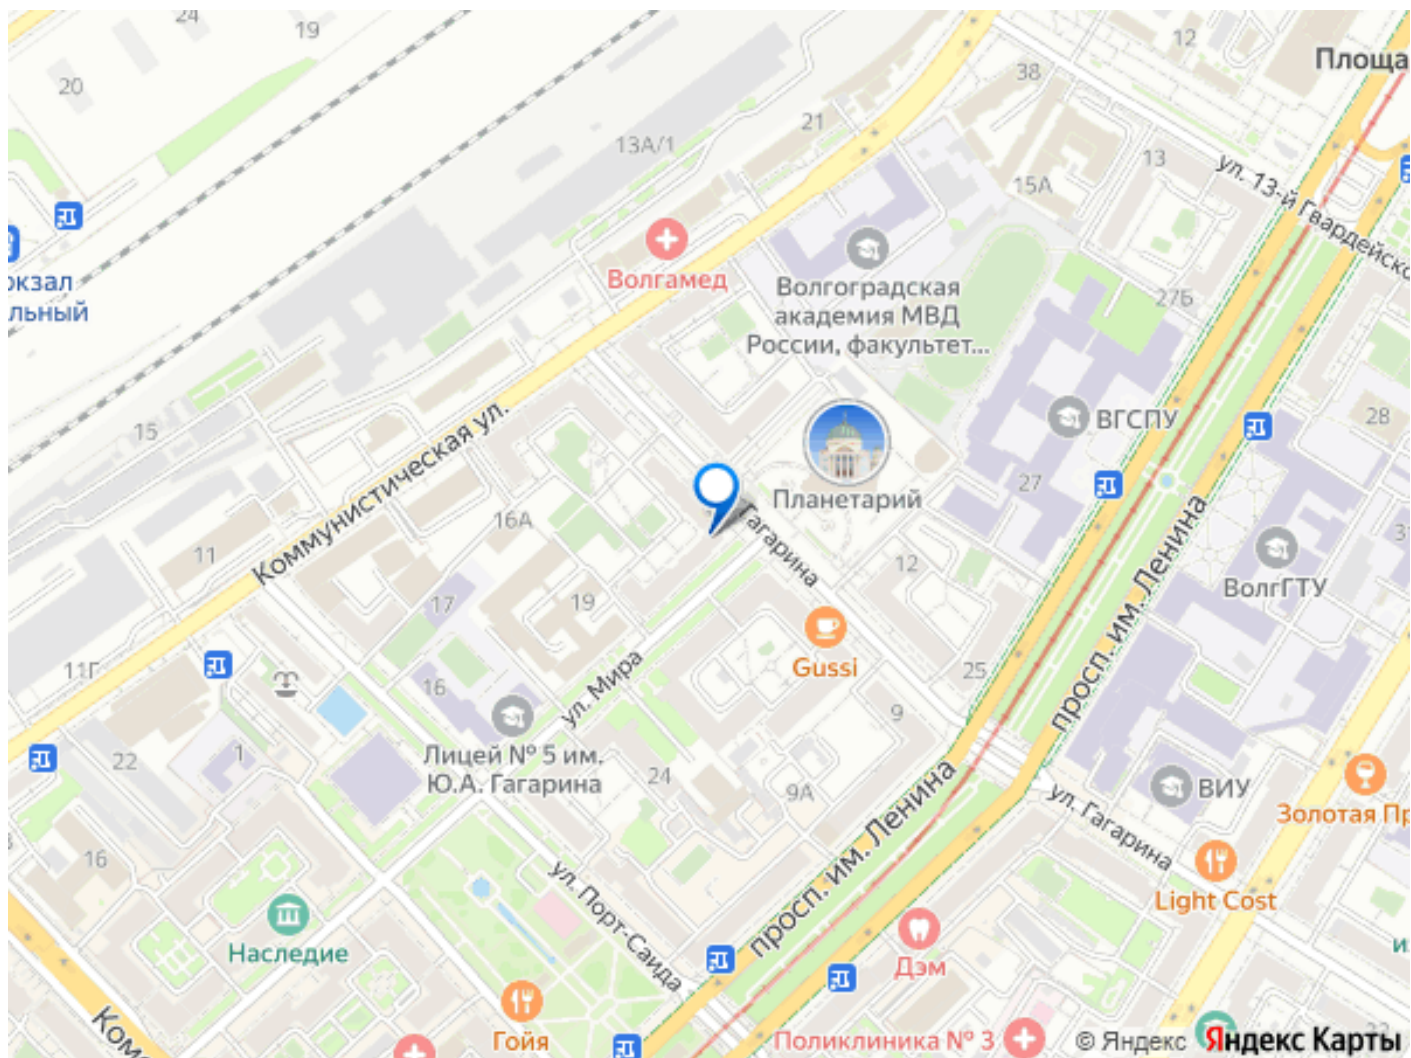 24
19
12
Площа
20
38
21
13А/1
13
15А
ул. 13-й Гвардейско
Волгамед
Волгоградская
академия МВД
России, факультет...
окзал
льный
27Б
15
Коммунистическая ул.
ВГСПУ
28
27
Планетарий
16А
Гагарина
11
12
31
ВолгГТУ
17
19
просп. им. Ленина
Gussi
11Г
16
ул. Мира
25
9
Лицей № 5 им.
Ю.А. Гагарина
1
22
24
9А
ВИУ
ул. Гагарина
Золотая Пр
просп. им. Ленина
16
ул. Порт-Саида
Light Cost
Наследие
Дэм
из
Гойя
Комс
Поликлиника № 3
© Яндекс Яндекс Карты